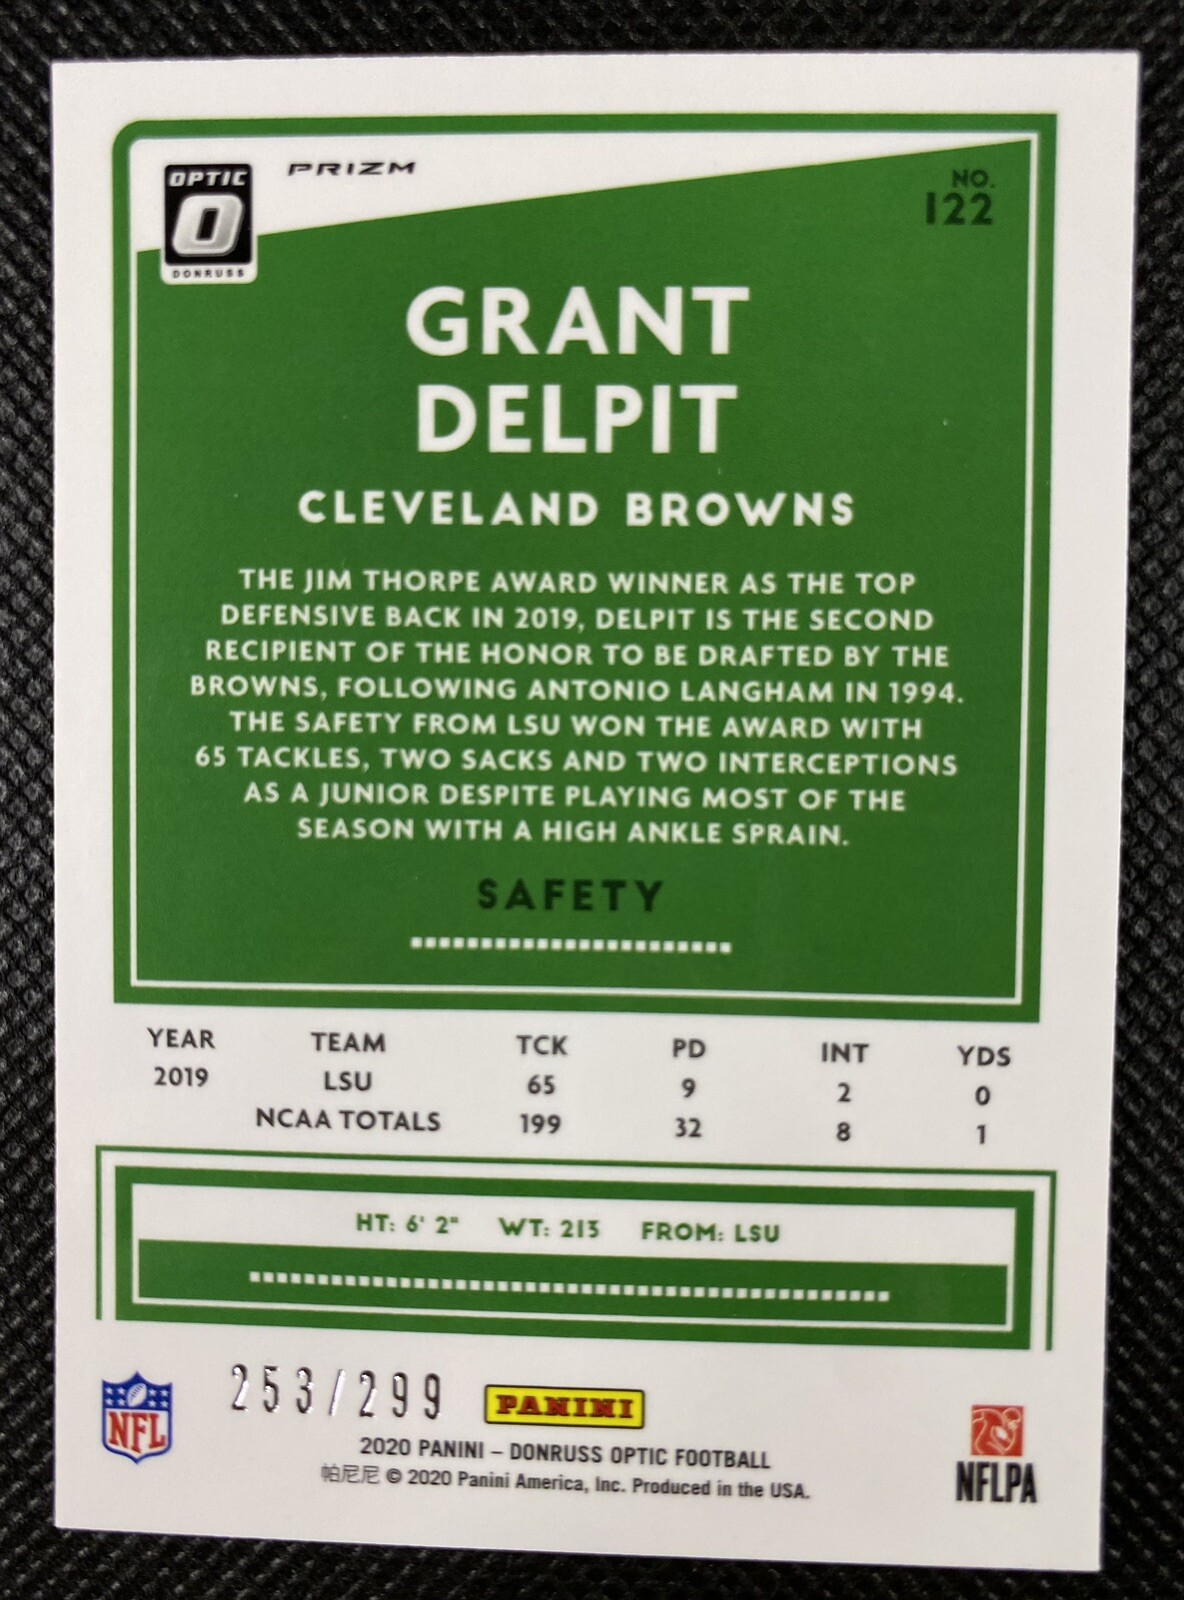 OPTIC
O
DONRUSS
PRIZM
NO.
122
GRANT
DELPIT
CLEVELAND BROWNS
THE JIM THORPE AWARD WINNER AS THE TOP
DEFENSIVE BACK IN 2019, DELPIT IS THE SECOND
RECIPIENT OF THE HONOR TO BE DRAFTED BY THE
BROWNS, FOLLOWING ANTONIO LANGHAM IN 1994.
THE SAFETY FROM LSU WON THE AWARD WITH
65 TACKLES, TWO SACKS AND TWO INTERCEPTIONS
AS A JUNIOR DESPITE PLAYING MOST OF THE
SEASON WITH A HIGH ANKLE SPRAIN.
SAFETY
YEAR TEAM TCK PD INT YDS
2019 LSU 65 9 2 0
NCAA TOTALS 199 32 8 1
HT: 6' 2" WT: 213 FROM: LSU
NFL
253/299
PANINI
2020 PANINI – DONRUSS OPTIC FOOTBALL
帕尼尼 © 2020 Panini America, Inc. Produced in the USA.
NFLPA